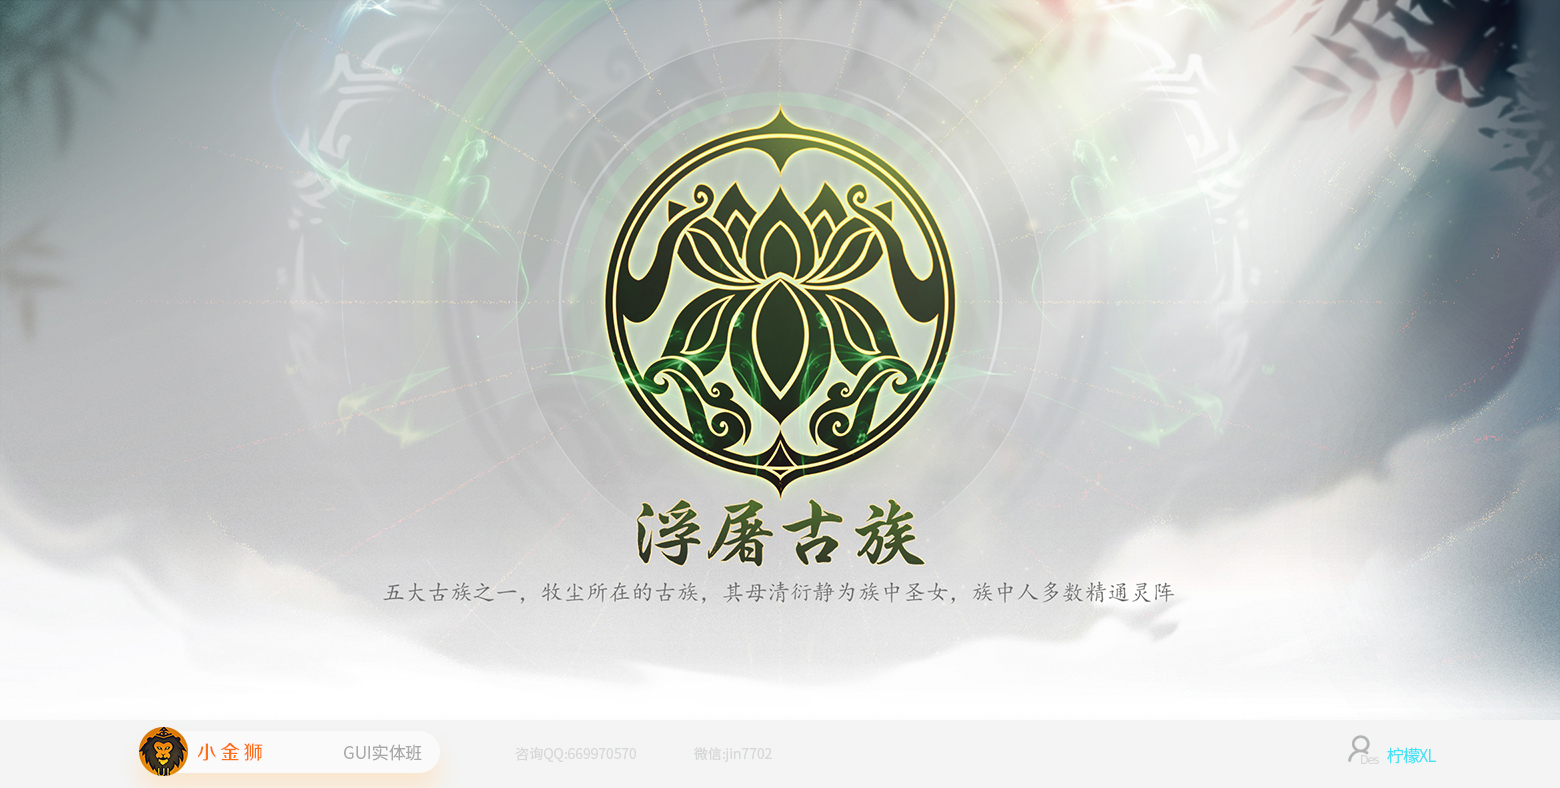 浮屠古族
五大古族之一，牧尘所在的古族，其母清衍静为族中圣女，族中人多数精通灵阵
UI
小金狮
GUI实体班
咨询QQ:669970570
微信:jin7702
Des
柠檬XL